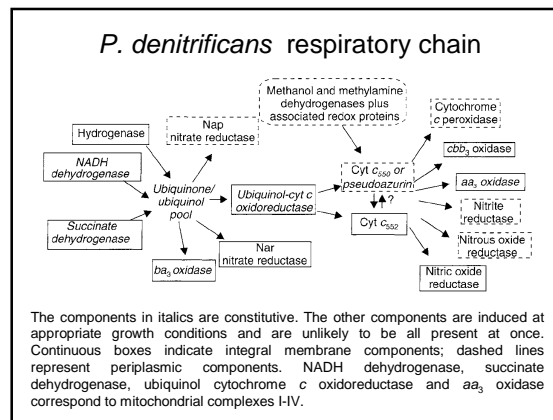 P. denitrificans respiratory chain
Methanol and methylamine
dehydrogenases plus
associated redox proteins
Cytochrome
c peroxidase
Nap
nitrate reductase
Hydrogenase
cbb3 oxidase
NADH
dehydrogenase
Cyt c550 or
pseudoazurin
aa3 oxidase
Ubiquinone/
ubiquinol
pool
Ubiquinol-cyt c
oxidoreductase
?
Nitrite
reductase
Succinate
dehydrogenase
Cyt c552
Nitrous oxide
reductase
Nar
nitrate reductase
ba3 oxidase
Nitric oxide
reductase
The components in italics are constitutive. The other components are induced at
appropriate growth conditions and are unlikely to be all present at once.
Continuous boxes indicate integral membrane components; dashed lines
represent periplasmic components. NADH dehydrogenase, succinate
dehydrogenase, ubiquinol cytochrome c oxidoreductase and aa3 oxidase
correspond to mitochondrial complexes I-IV.